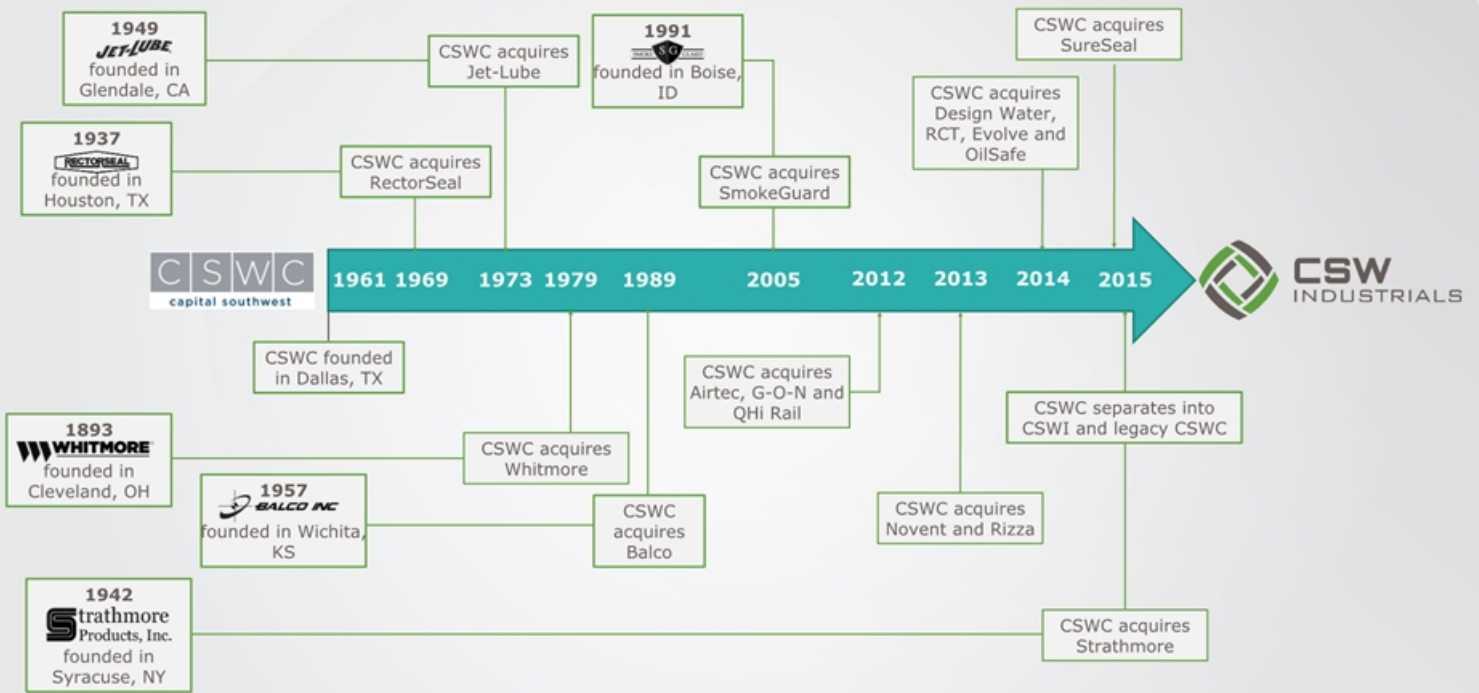 1949
JET-LUBE
founded in
Glendale, CA
CSWC acquires
Jet-Lube
1991
SMOKE SG GUARD
founded in Boise,
ID
CSWC acquires
SureSeal
CSWC acquires
Design Water,
RCT, Evolve and
OilSafe
1937
RECTORSEAL
founded in
Houston, TX
CSWC acquires
RectorSeal
CSWC acquires
SmokeGuard
CSWC
capital southwest
1961 1969 1973 1979 1989 2005 2012 2013 2014 2015
CSW
INDUSTRIALS
CSWC founded
in Dallas, TX
CSWC acquires
Airtec, G-O-N and
QHi Rail
CSWC separates into
CSWI and legacy CSWC
1893
WHITMORE
founded in
Cleveland, OH
CSWC acquires
Whitmore
1957
BALCO INC
founded in Wichita,
KS
CSWC
acquires
Balco
CSWC acquires
Novent and Rizza
1942
Strathmore
Products, Inc.
founded in
Syracuse, NY
CSWC acquires
Strathmore